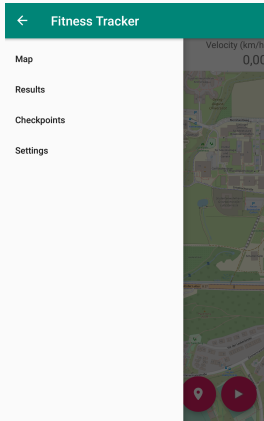 Fitness Tracker
Velocity (km/h
0,00
Map
Results
Checkpoints
Settings